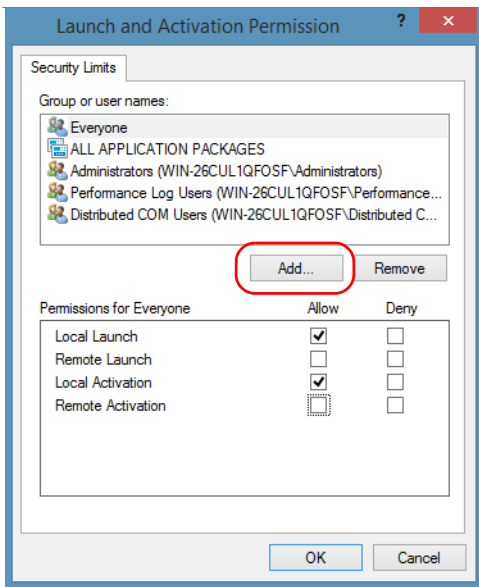 Launch and Activation Permission ? ×
Security Limits
Group or user names:
Everyone
ALL APPLICATION PACKAGES
Administrators (WIN-26CUL1QFOSF\Administrators)
Performance Log Users (WIN-26CUL1QFOSF\Performance...
Distributed COM Users (WIN-26CUL1QFOSF\Distributed C...
Add... Remove
Permissions for Everyone Allow Deny
Local Launch
Remote Launch
Local Activation
Remote Activation
OK Cancel